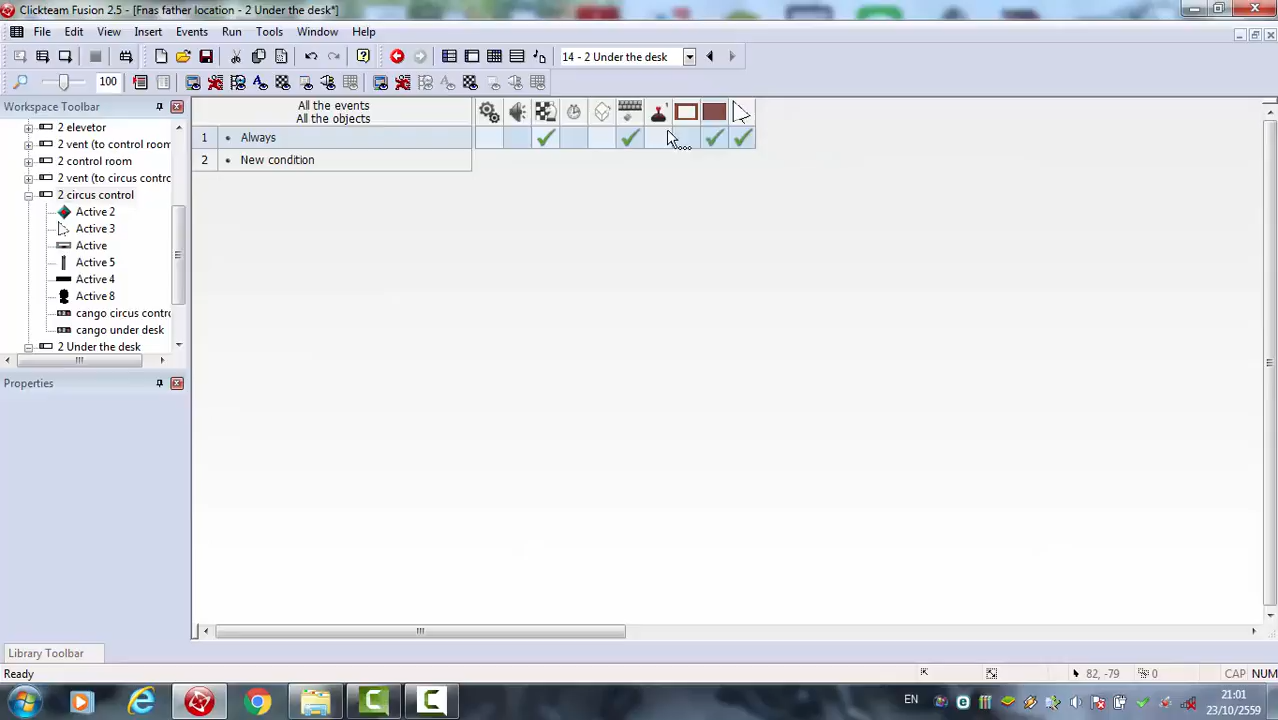 Clickteam Fusion 2.5 - [Fnas father location - 2 Under the desk*]
File Edit View Insert Events Run Tools Window Help
14 - 2 Under the desk
100
Workspace Toolbar
2 elevetor
2 vent (to control room
2 control room
2 vent (to circus contro
2 circus control
Active 2
Active 3
Active
Active 5
Active 4
Active 8
cango circus contro
cango under desk
2 Under the desk
Properties
All the events
All the objects
1 • Always
2 • New condition
Library Toolbar
Ready
82, -79
0
CAP NUM
EN
21:01
23/10/2559